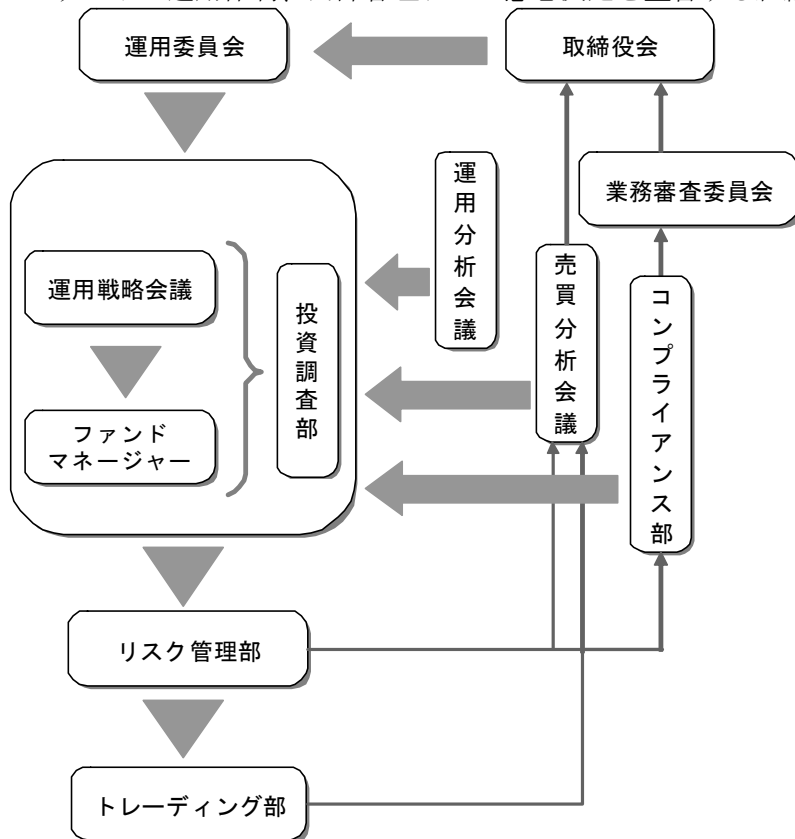 運用委員会
取締役会
業務審査委員会
運用分析会議
売買分析会議
コンプライアンス部
運用戦略会議
投資調査部
ファンド
マネージャー
リスク管理部
トレーディング部